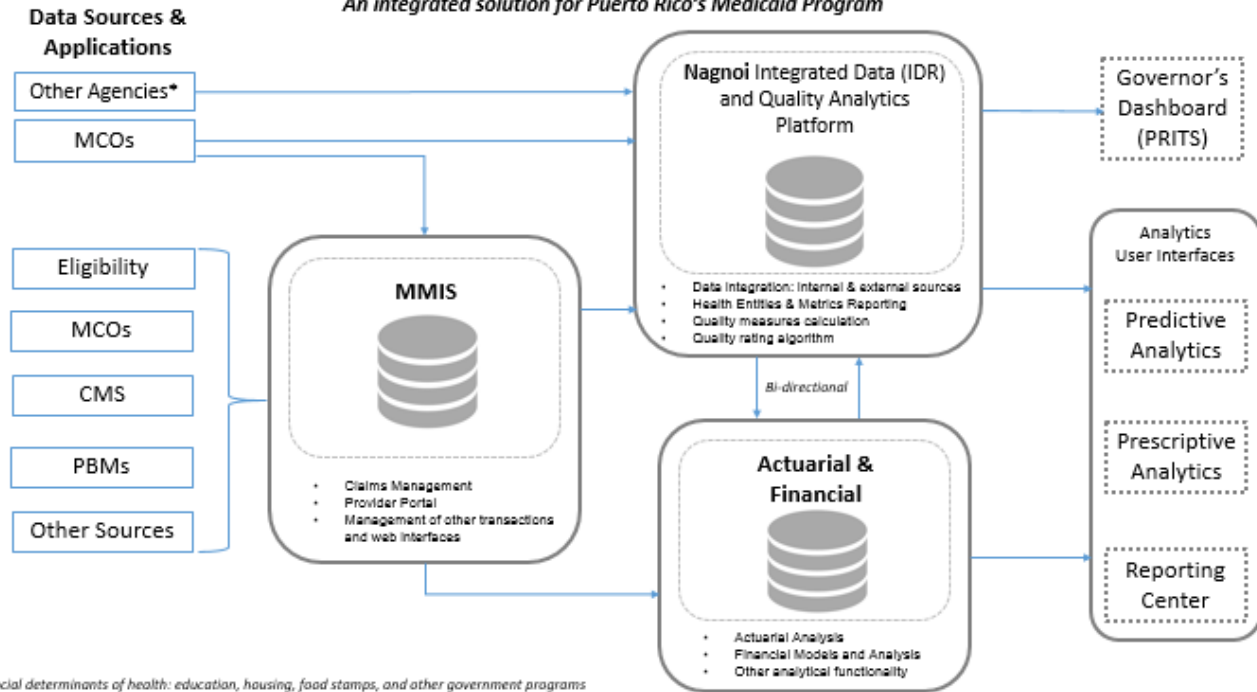 An integrated solution for Puerto Rico's Medicaid Program
Data Sources &
Applications
Other Agencies*
MCOs
Eligibility
MCOs
CMS
PBMs
Other Sources
MMIS
• Claims Management
• Provider Portal
• Management of other transactions
and web interfaces
Nagnoi Integrated Data (IDR)
and Quality Analytics
Platform
• Data Integration: Internal & external sources
• Health Entities & Metrics Reporting
• Quality measures calculation
• Quality rating algorithm
Bi-directional
Actuarial &
Financial
• Actuarial Analysis
• Financial Models and Analysis
• Other analytical functionality
Governor's
Dashboard
(PRITS)
Analytics
User Interfaces
Predictive
Analytics
Prescriptive
Analytics
Reporting
Center
determinants of health: education, housing, food stamps, and other government programs